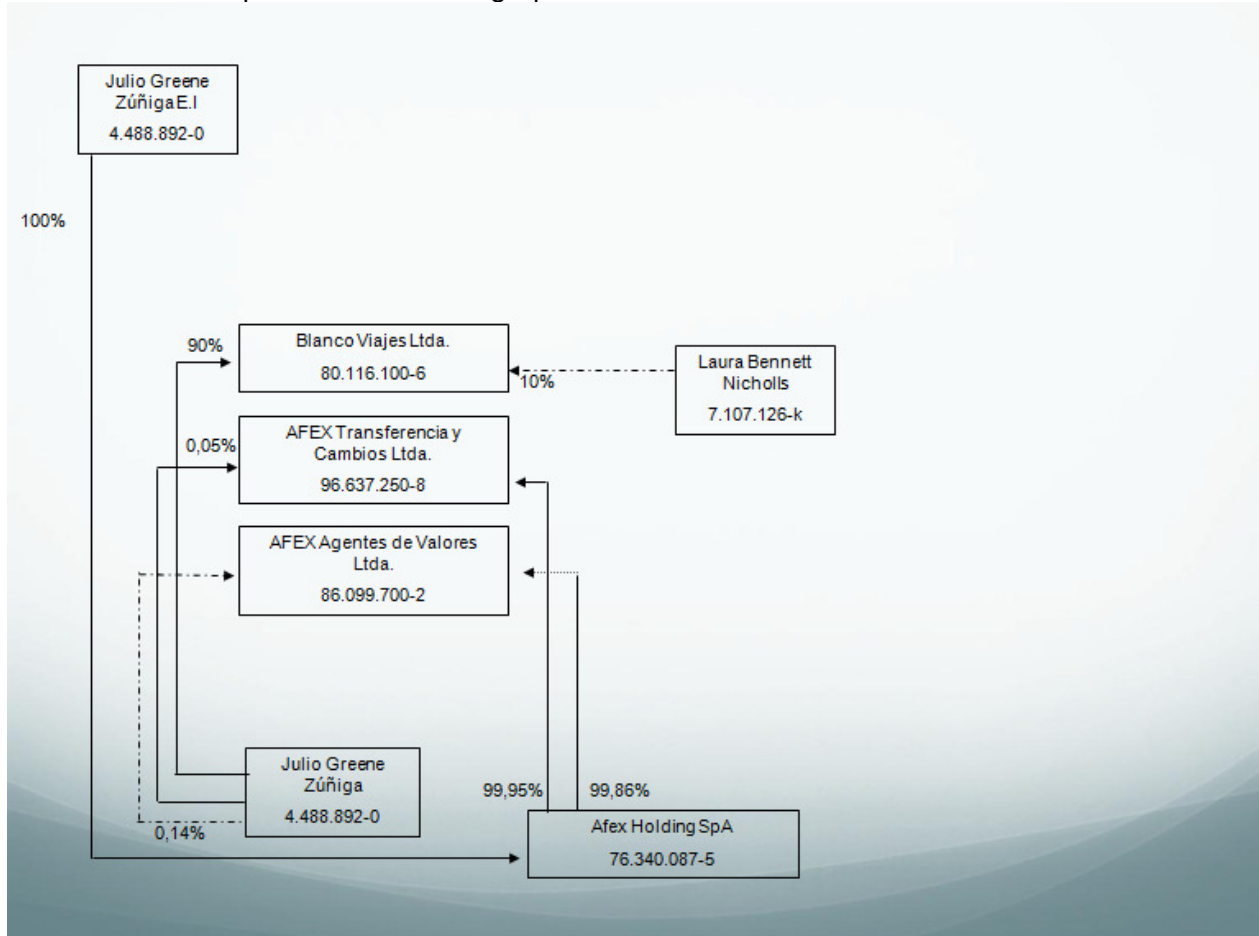 Julio Greene
Zúñiga E.I
4.488.892-0
100%
90%
Blanco Viajes Ltda.
80.116.100-6
10%
Laura Bennett
Nicholls
7.107.126-k
0,05%
AFEX Transferencia y
Cambios Ltda.
96.637.250-8
AFEX Agentes de Valores
Ltda.
86.099.700-2
Julio Greene
Zúñiga
4.488.892-0
0,14%
99,95%
99,86%
Afex Holding SpA
76.340.087-5